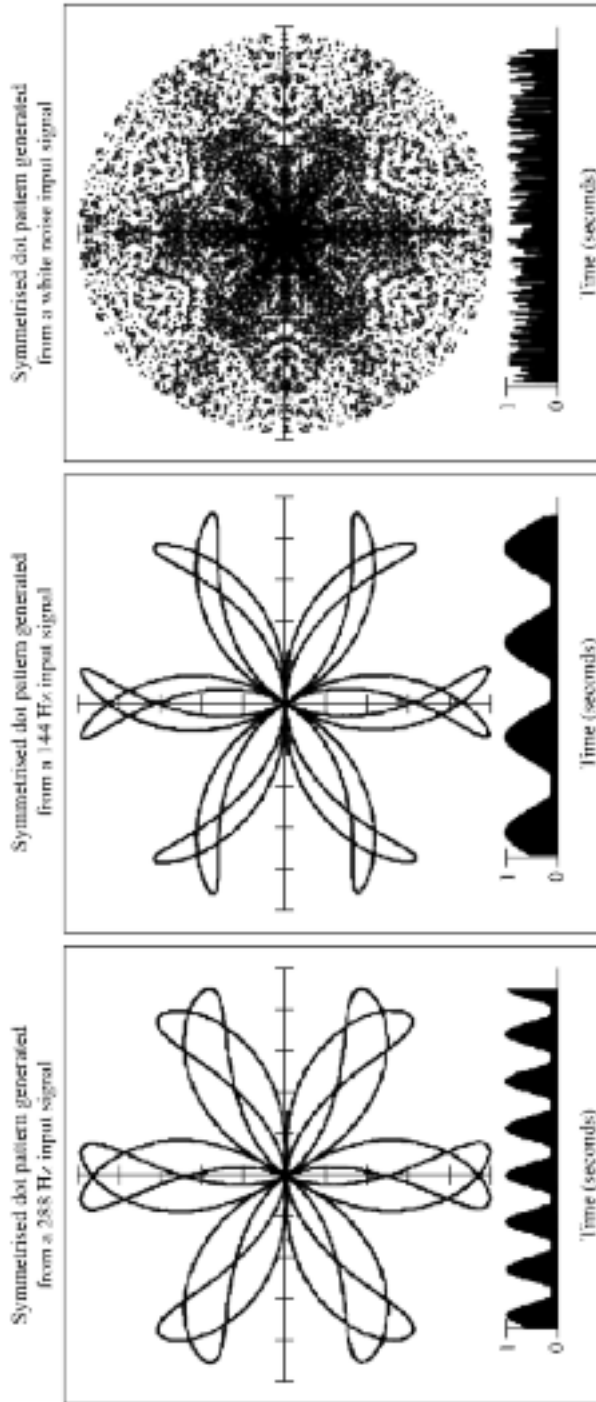 Symmetrised dot pattern generated
from a white noise input signal
1
0
Time (seconds)
Symmetrised dot pattern generated
from a 144 Hz input signal
1
0
Time (seconds)
Symmetrised dot pattern generated
from a 288 Hz input signal
1
0
Time (seconds)